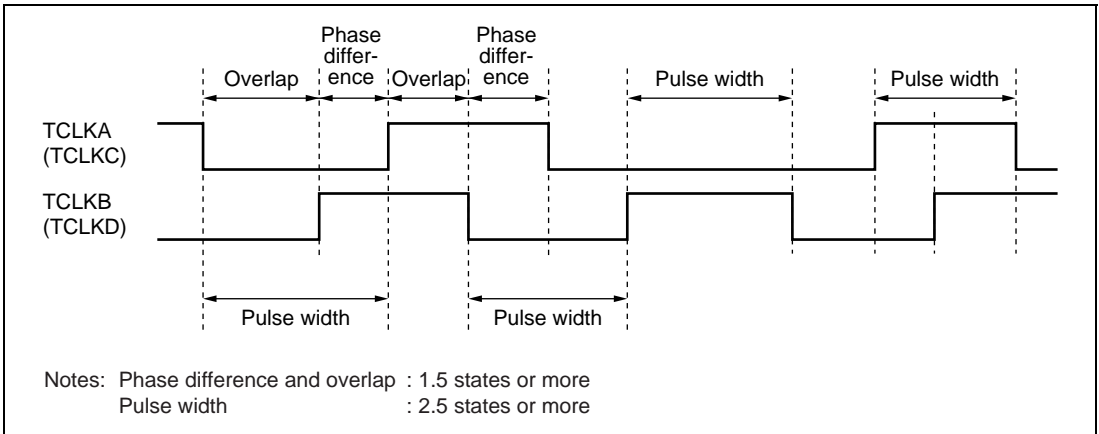 Phase
differ-
ence
Phase
differ-
ence
Overlap
Overlap
Pulse width
Pulse width
TCLKA
(TCLKC)
TCLKB
(TCLKD)
Pulse width
Pulse width
Notes: Phase difference and overlap : 1.5 states or more
Pulse width : 2.5 states or more